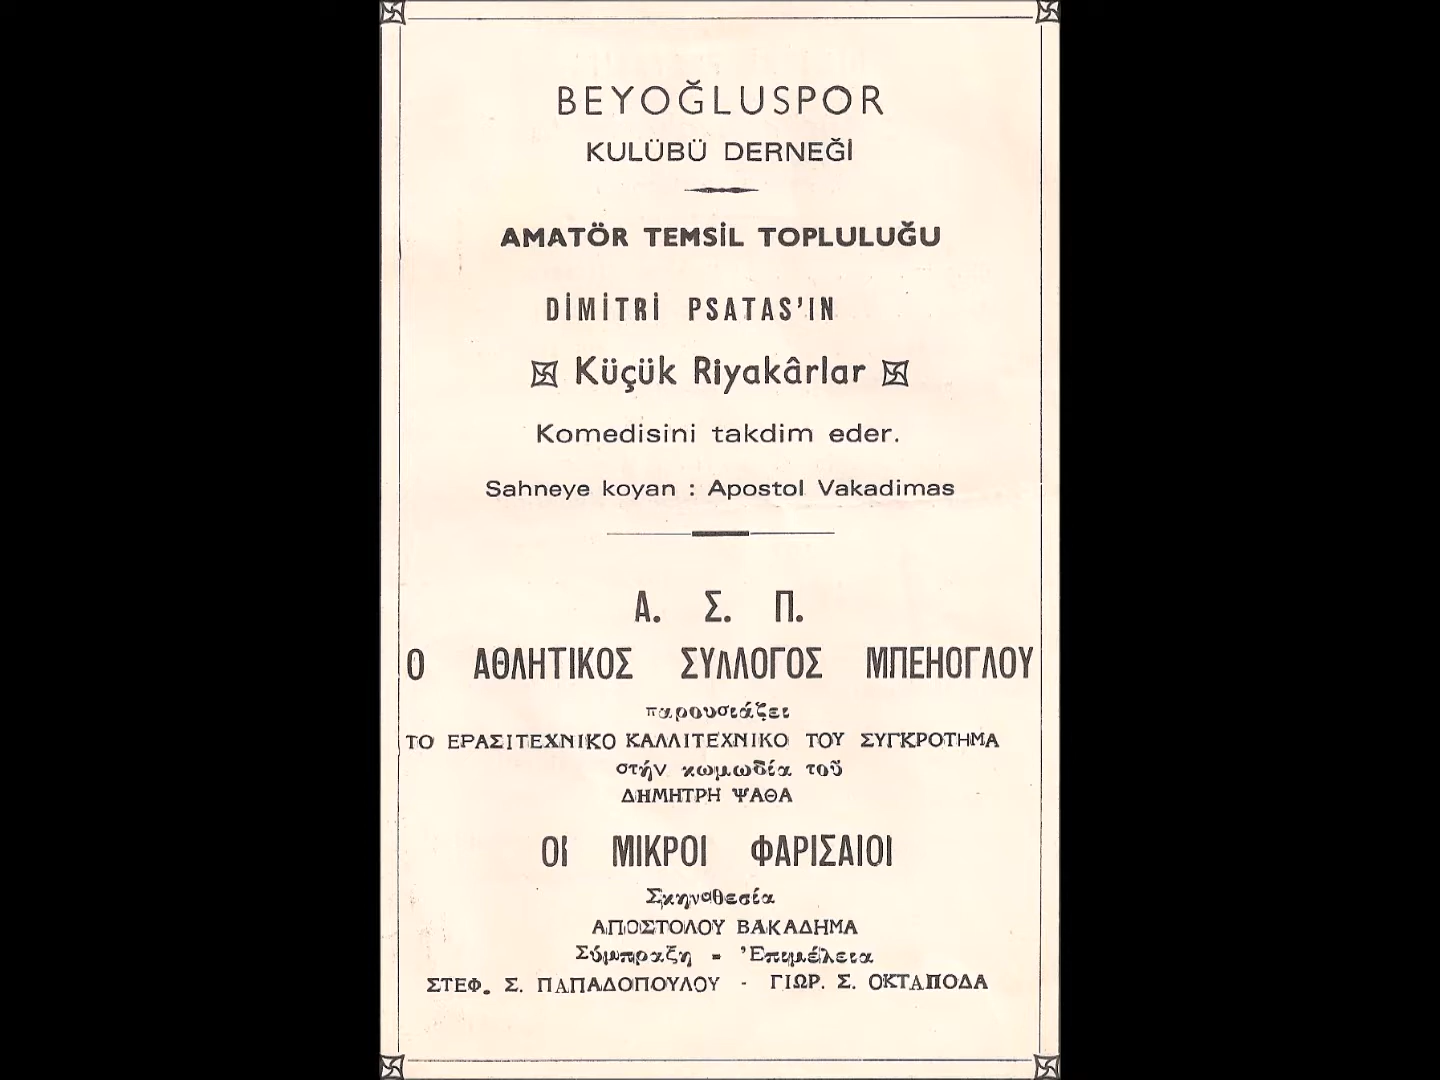 BEYOĞLUSPOR
KULÜBÜ DERNEĞİ
AMATÖR TEMSİL TOPLULUĞU
DİMİTRİ PSATAS'IN
Küçük Riyakârlar
Komedisini takdim eder.
Sahneye koyan : Apostol Vakadimas
Α. Σ. Π.
Ο ΑΘΛΗΤΙΚΟΣ ΣΥΛΛΟΓΟΣ ΜΠΕΗΟΓΛΟΥ
παρουσιάζει
ΤΟ ΕΡΑΣΙΤΕΧΝΙΚΟ ΚΑΛΛΙΤΕΧΝΙΚΟ ΤΟΥ ΣΥΓΚΡΟΤΗΜΑ
στήν κωμωδία τοῦ
ΔΗΜΗΤΡΗ ΨΑΘΑ
ΟΙ ΜΙΚΡΟΙ ΦΑΡΙΣΑΙΟΙ
Σκηνοθεσία
ΑΠΟΣΤΟΛΟΥ ΒΑΚΑΔΗΜΑ
Σύμπραξη - Ἐπιμέλεια
ΣΤΕΦ. Σ. ΠΑΠΑΔΟΠΟΥΛΟΥ - ΓΙΩΡ. Σ. ΟΚΤΑΠΟΔΑ